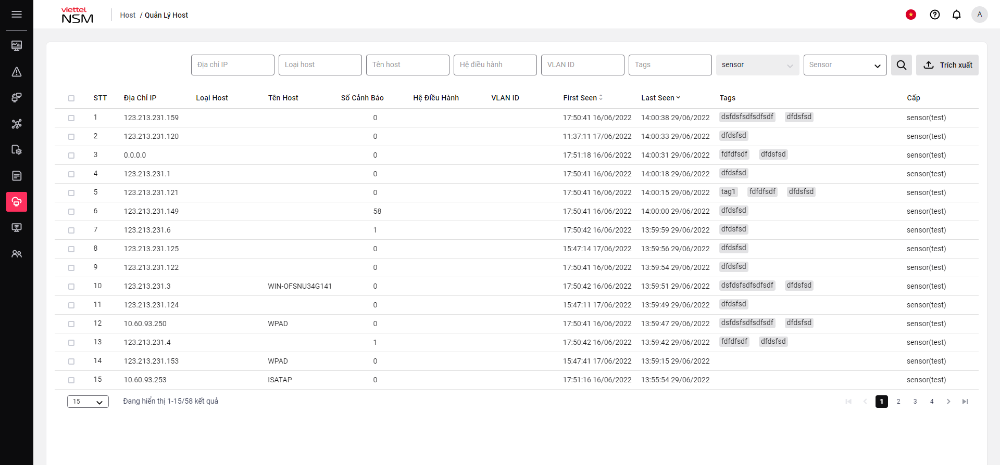 viettel
NSM
Host / Quản Lý Host
A
Địa chỉ IP Loại host Tên host Hệ điều hành VLAN ID Tags sensor Sensor Trích xuất
STT Địa Chỉ IP Loại Host Tên Host Số Cảnh Báo Hệ Điều Hành VLAN ID First Seen Last Seen Tags Cấp
1 123.213.231.159 0 17:50:41 16/06/2022 14:00:38 29/06/2022 dsfdsfsdfsdfsdf dfdsfsd sensor(test)
2 123.213.231.120 0 11:37:11 17/06/2022 14:00:33 29/06/2022 dfdsfsd sensor(test)
3 0.0.0.0 0 17:51:18 16/06/2022 14:00:31 29/06/2022 fdfdfsdf dfdsfsd sensor(test)
4 123.213.231.1 0 17:50:41 16/06/2022 14:00:18 29/06/2022 dfdsfsd sensor(test)
5 123.213.231.121 0 17:50:41 16/06/2022 14:00:15 29/06/2022 tag1 fdfdfsdf dfdsfsd sensor(test)
6 123.213.231.149 58 17:50:41 16/06/2022 14:00:00 29/06/2022 dfdsfsd sensor(test)
7 123.213.231.6 1 17:50:42 16/06/2022 13:59:59 29/06/2022 dfdsfsd sensor(test)
8 123.213.231.125 0 15:47:14 17/06/2022 13:59:56 29/06/2022 dfdsfsd sensor(test)
9 123.213.231.122 0 17:50:41 16/06/2022 13:59:54 29/06/2022 dfdsfsd sensor(test)
10 123.213.231.3 WIN-OFSNU34G141 0 17:50:42 16/06/2022 13:59:51 29/06/2022 dsfdsfsdfsdfsdf dfdsfsd sensor(test)
11 123.213.231.124 0 15:47:11 17/06/2022 13:59:49 29/06/2022 dfdsfsd sensor(test)
12 10.60.93.250 WPAD 0 17:50:41 16/06/2022 13:59:47 29/06/2022 dsfdsfsdfsdfsdf dfdsfsd sensor(test)
13 123.213.231.4 1 17:50:42 16/06/2022 13:59:42 29/06/2022 fdfdfsdf dfdsfsd sensor(test)
14 123.213.231.153 WPAD 0 15:47:41 17/06/2022 13:59:15 29/06/2022 sensor(test)
15 10.60.93.253 ISATAP 0 17:51:16 16/06/2022 13:55:54 29/06/2022 sensor(test)
15 Đang hiển thị 1-15/58 kết quả 1 2 3 4